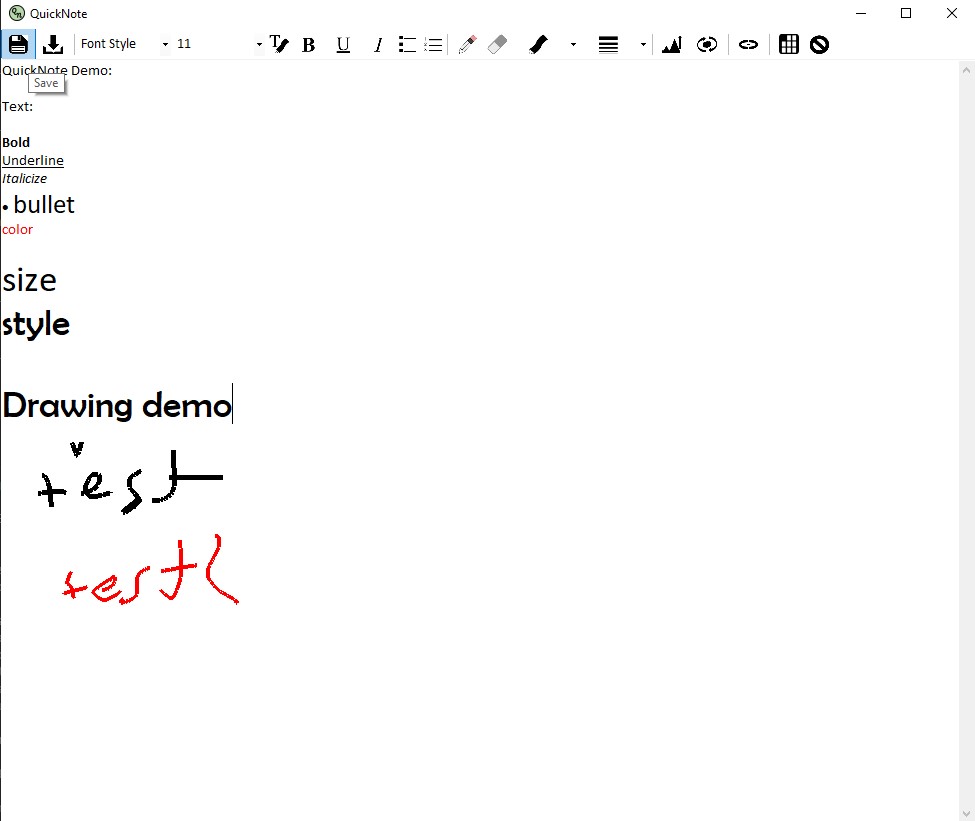 QuickNote
Font Style 11 B U I
QuickNote Demo:
Save
Text:
Bold
Underline
Italicize
• bullet
color
size
style
Drawing demo
test
test